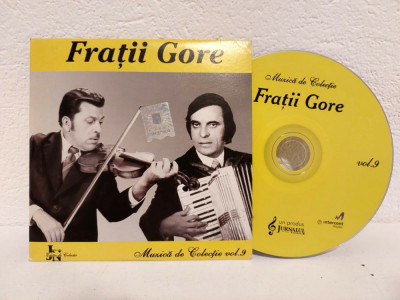 Frații Gore
Muzică de Colecție vol.9
Muzică de Colecție
Frații Gore
vol.9
un produs
JURNALUL